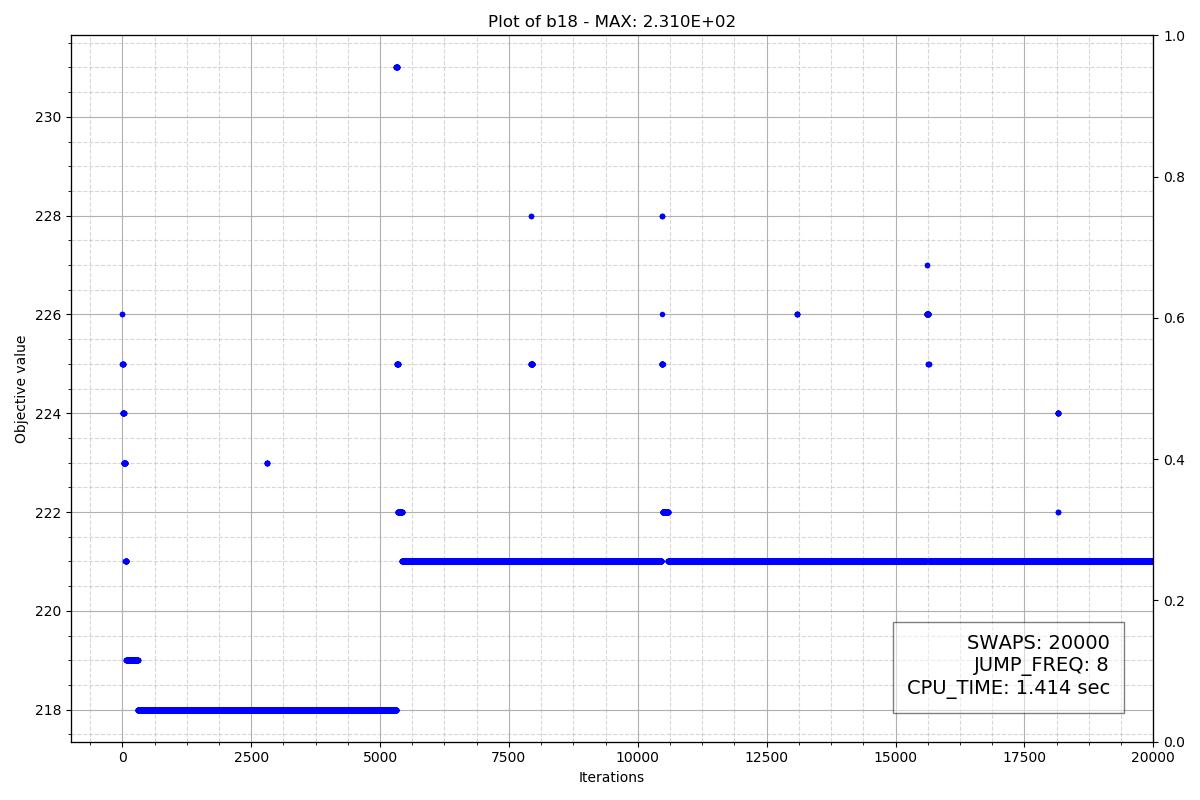 Plot of b18 - MAX: 2.310E+02
Objective value
230
228
226
224
222
220
218
1.0
0.8
0.6
0.4
0.2
0.0
SWAPS: 20000
JUMP_FREQ: 8
CPU_TIME: 1.414 sec
0 2500 5000 7500 10000 12500 15000 17500 20000
Iterations